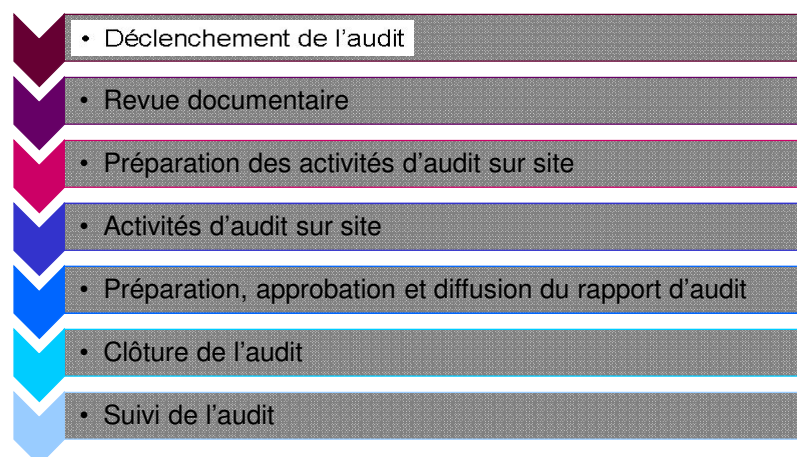 • Déclenchement de l'audit
• Revue documentaire
• Préparation des activités d'audit sur site
• Activités d'audit sur site
• Préparation, approbation et diffusion du rapport d'audit
• Clôture de l'audit
• Suivi de l'audit